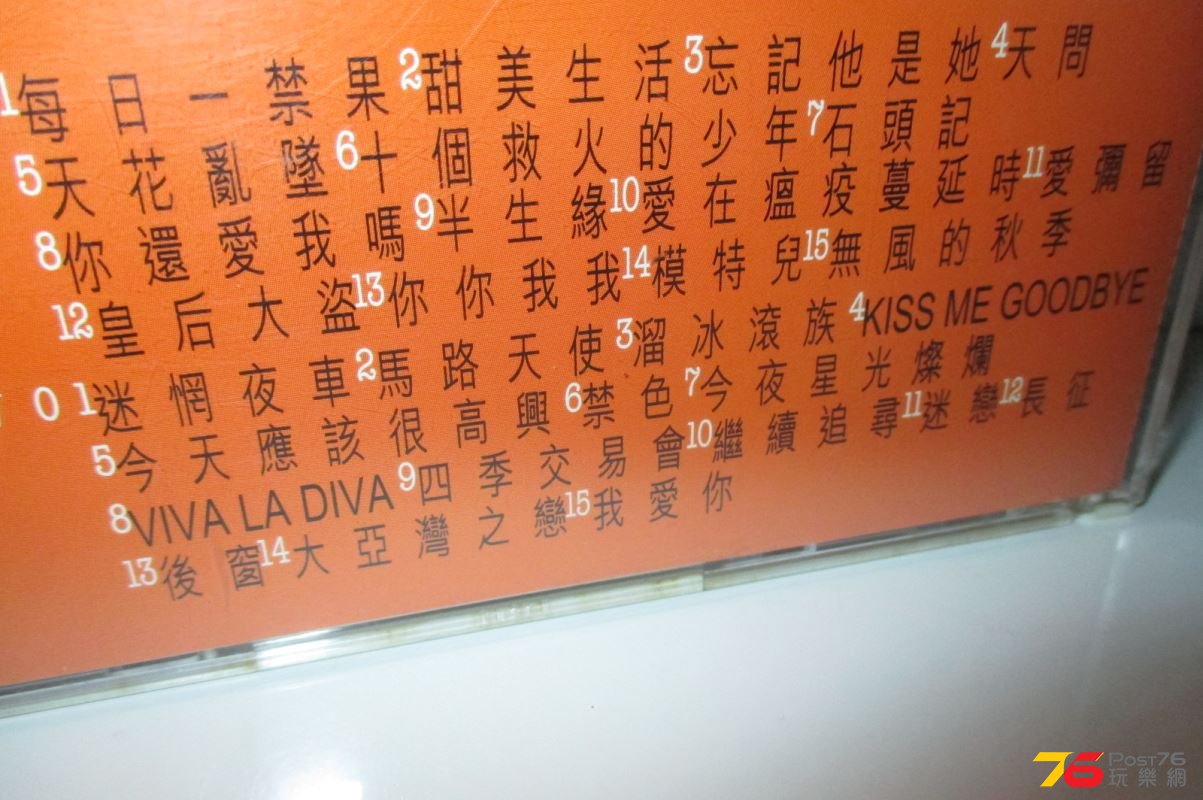 1每日一禁果2甜美生活3忘記他是她4天問
5天花亂墜6十個救火的少年7石頭記
8你還愛我嗎9半生緣10愛在瘟疫蔓延時11愛彌留
12皇后大盜13你你我我14模特兒15無風的秋季
0 1迷惘夜車2馬路天使3溜冰滾族4KISS ME GOODBYE
5今天應該很高興6禁色7今夜星光燦爛
8VIVA LA DIVA9四季交易會10繼續追尋11迷戀12長征
13後窗14大亞灣之戀15我愛你
76 POST76
玩樂網